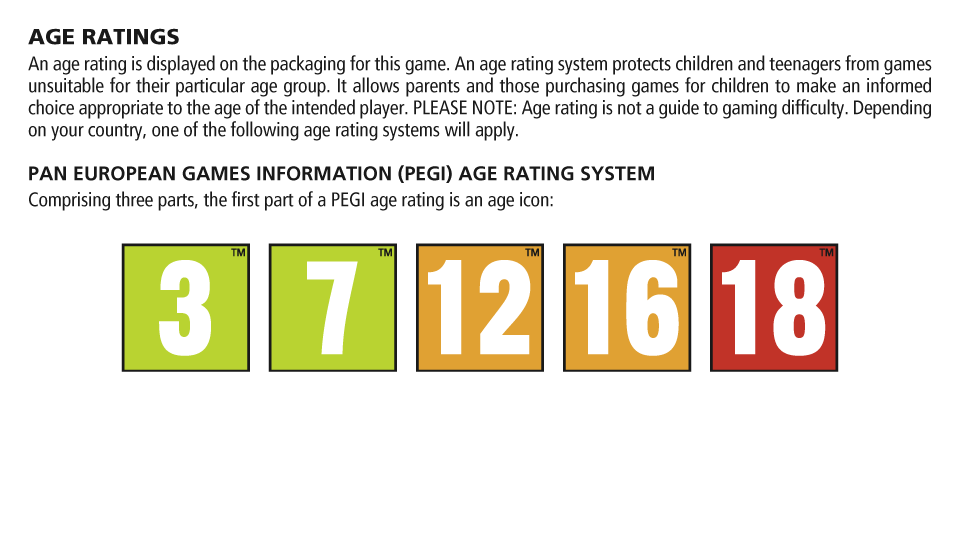 AGE RATINGS
An age rating is displayed on the packaging for this game. An age rating system protects children and teenagers from games
unsuitable for their particular age group. It allows parents and those purchasing games for children to make an informed
choice appropriate to the age of the intended player. PLEASE NOTE: Age rating is not a guide to gaming difficulty. Depending
on your country, one of the following age rating systems will apply.
PAN EUROPEAN GAMES INFORMATION (PEGI) AGE RATING SYSTEM
Comprising three parts, the first part of a PEGI age rating is an age icon:
TM TM TM TM TM
3 7 12 16 18